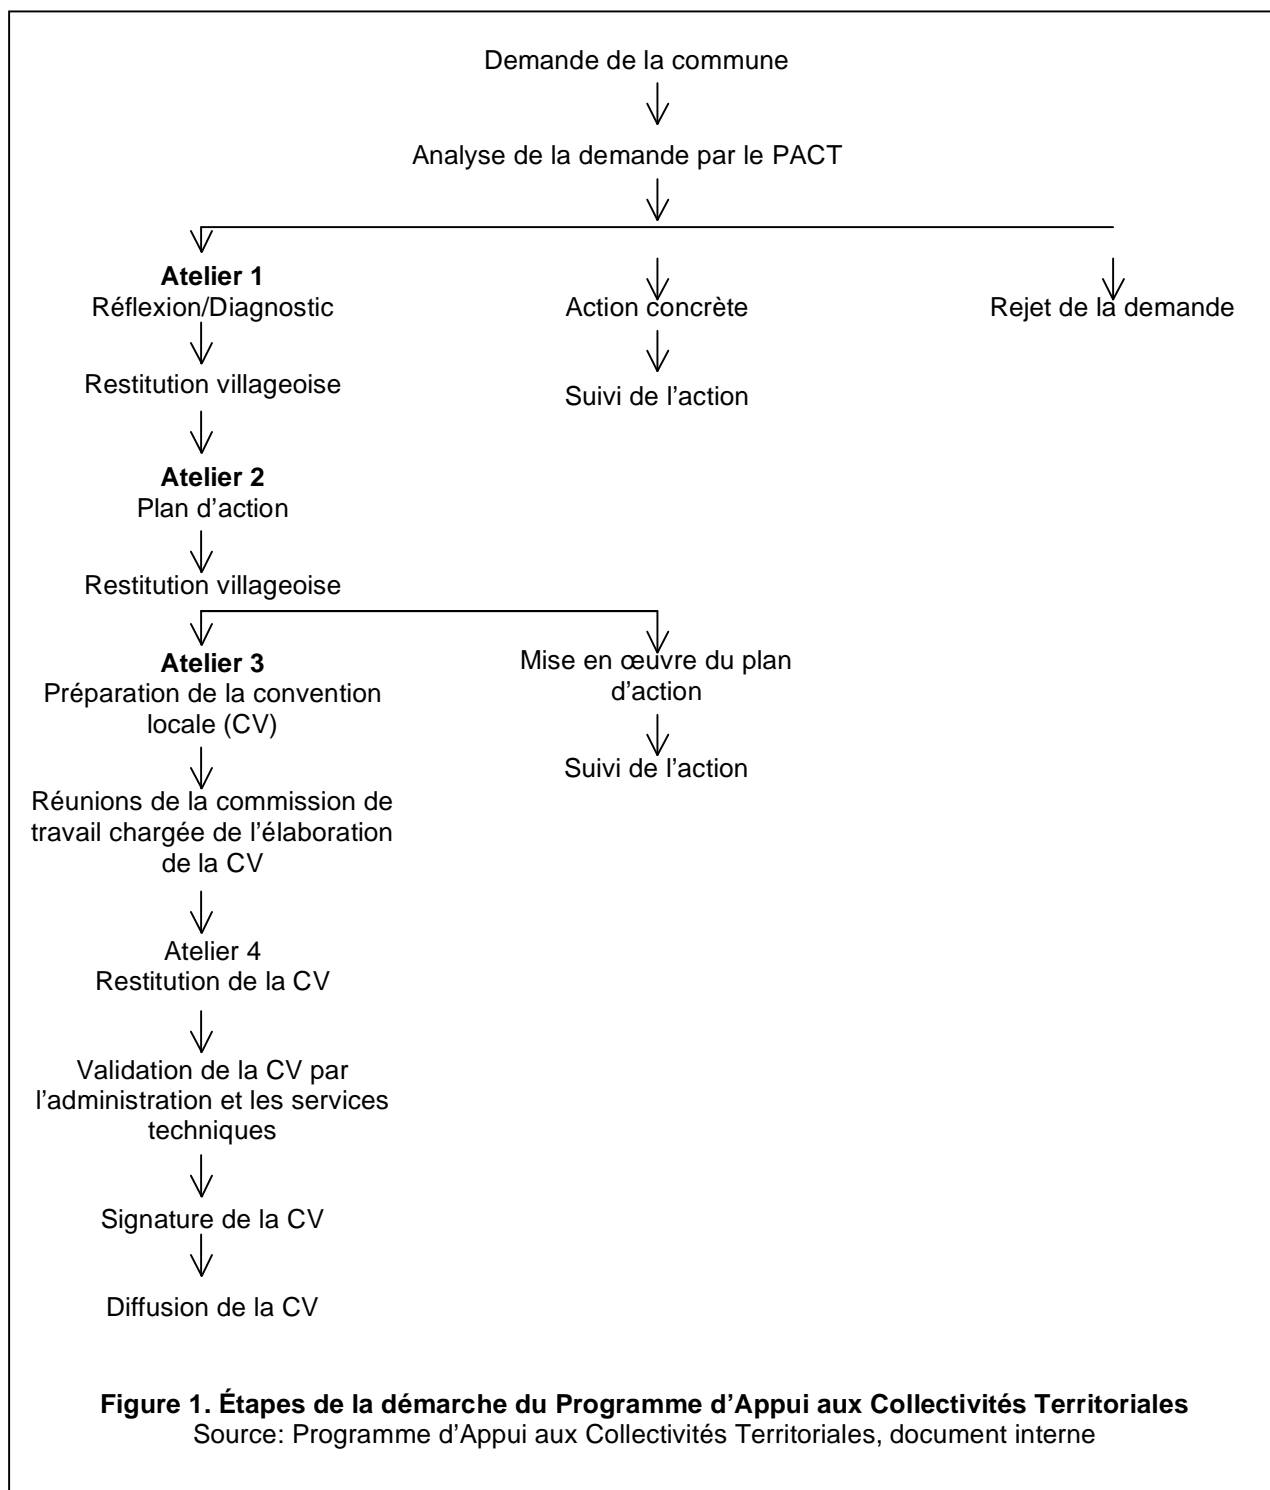 Demande de la commune
Analyse de la demande par le PACT
Atelier 1
Réflexion/Diagnostic
Action concrète
Rejet de la demande
Restitution villageoise
Suivi de l’action
Atelier 2
Plan d’action
Restitution villageoise
Atelier 3
Préparation de la convention
locale (CV)
Mise en œuvre du plan
d’action
Suivi de l’action
Réunions de la commission de
travail chargée de l’élaboration
de la CV
Atelier 4
Restitution de la CV
Validation de la CV par
l’administration et les services
techniques
Signature de la CV
Diffusion de la CV
Figure 1. Étapes de la démarche du Programme d’Appui aux Collectivités Territoriales
Source: Programme d’Appui aux Collectivités Territoriales, document interne